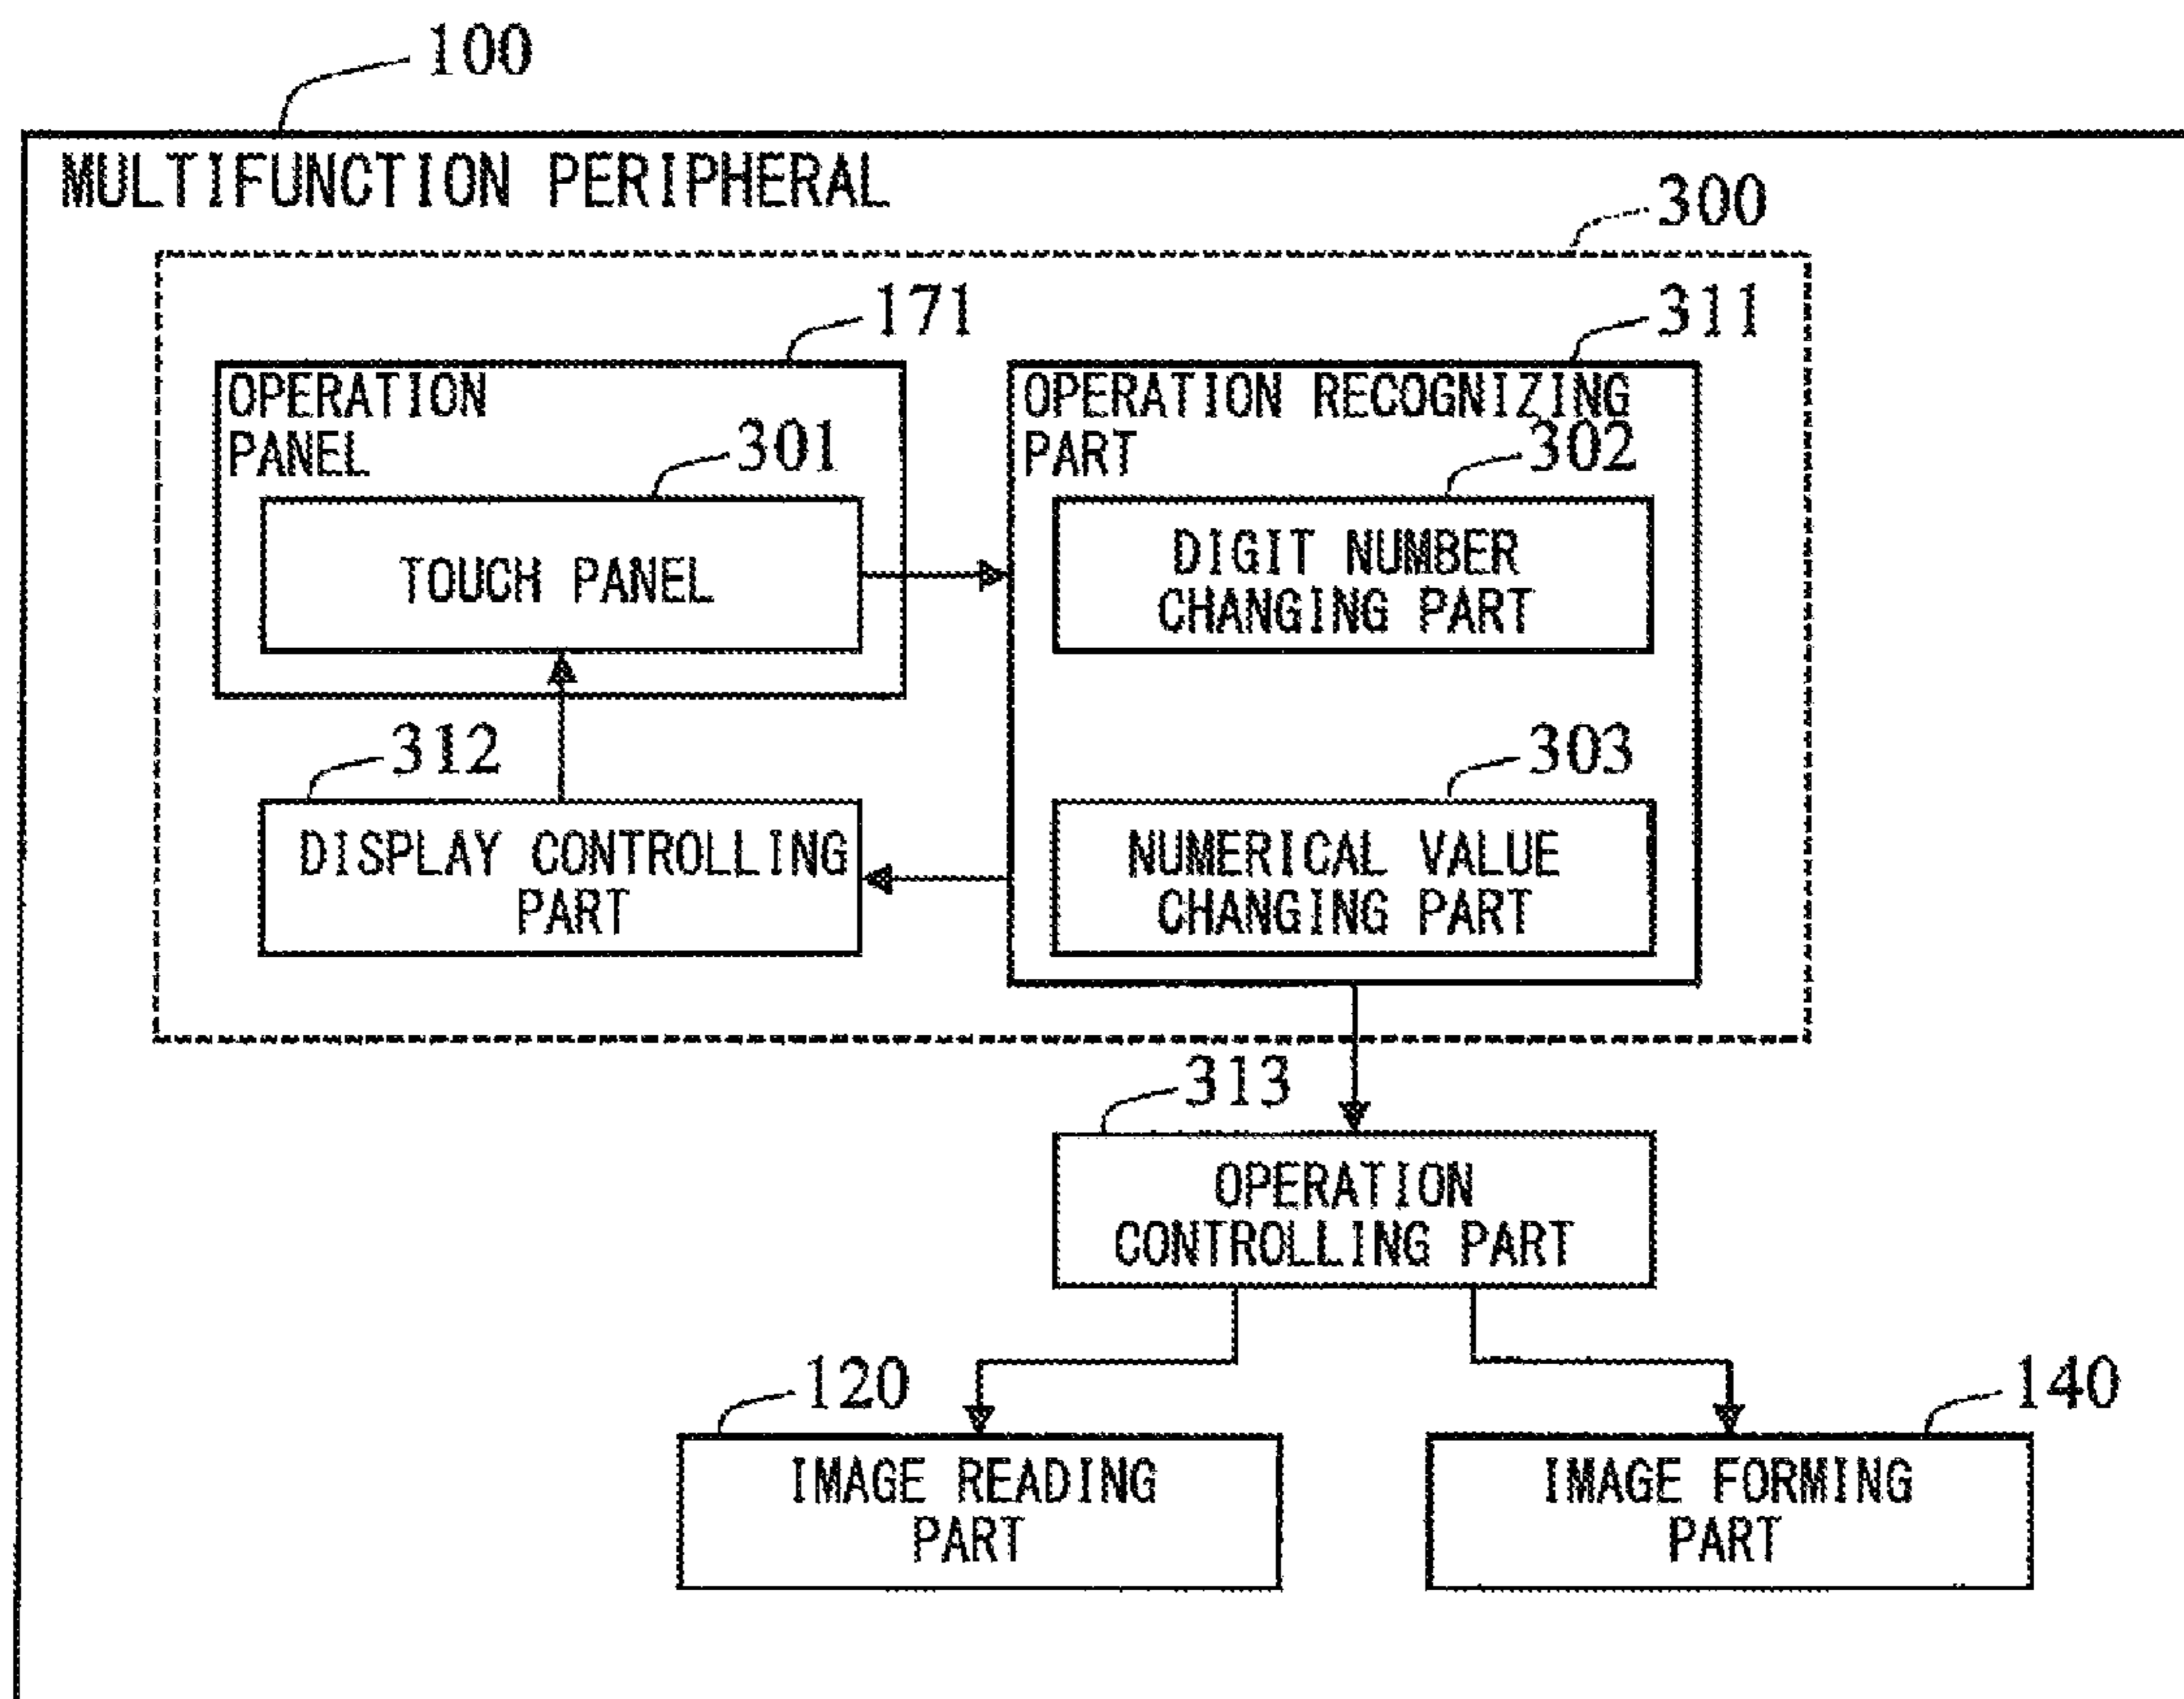 100
MULTIFUNCTION PERIPHERAL
300
171
311
OPERATION
PANEL
301
TOUCH PANEL
OPERATION RECOGNIZING
PART
302
DIGIT NUMBER
CHANGING PART
312
DISPLAY CONTROLLING
PART
303
NUMERICAL VALUE
CHANGING PART
313
OPERATION
CONTROLLING PART
120
IMAGE READING
PART
140
IMAGE FORMING
PART